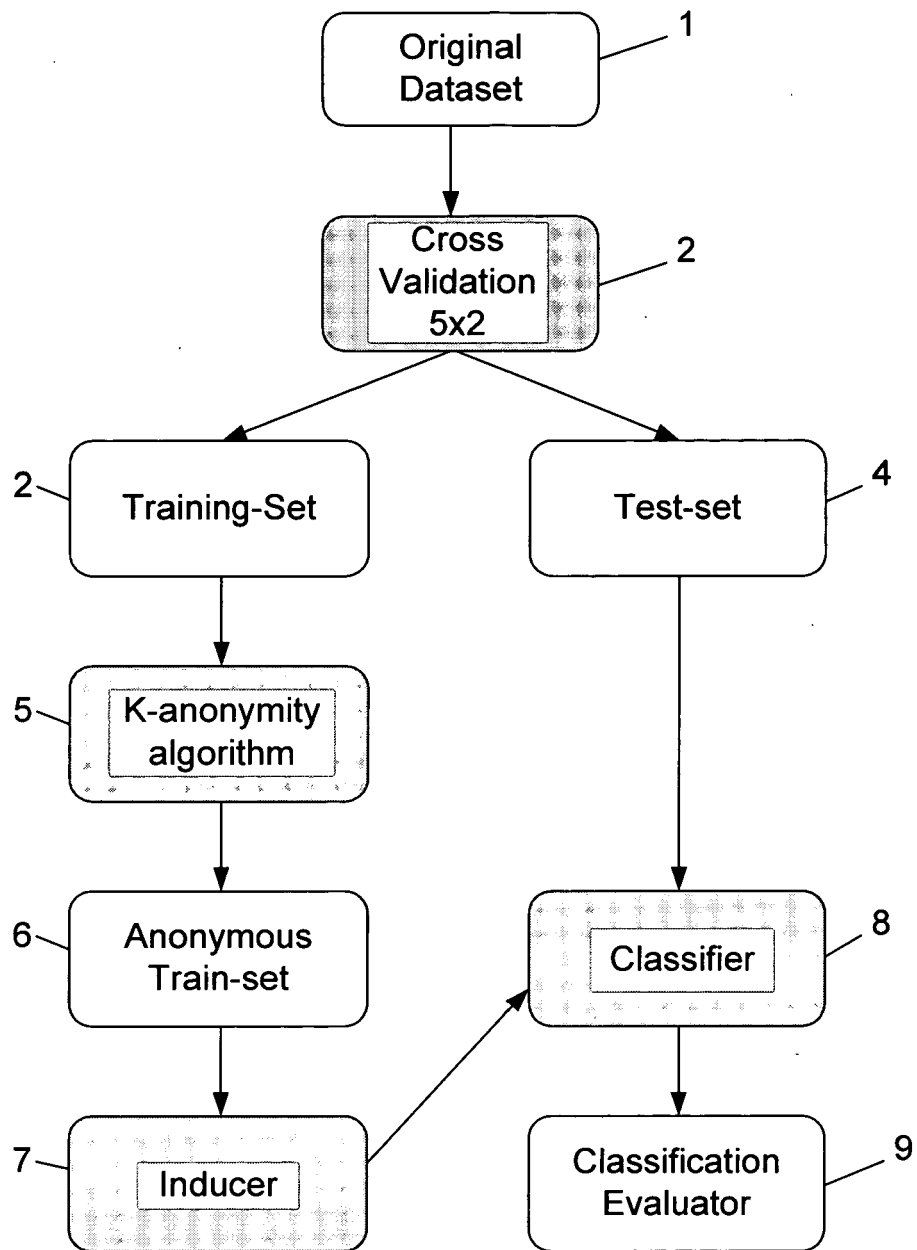 Original
Dataset
1
Cross
Validation
5x2
2
2
Training-Set
Test-set
4
5
K-anonymity
algorithm
6
Anonymous
Train-set
Classifier
8
7
Inducer
Classification
Evaluator
9